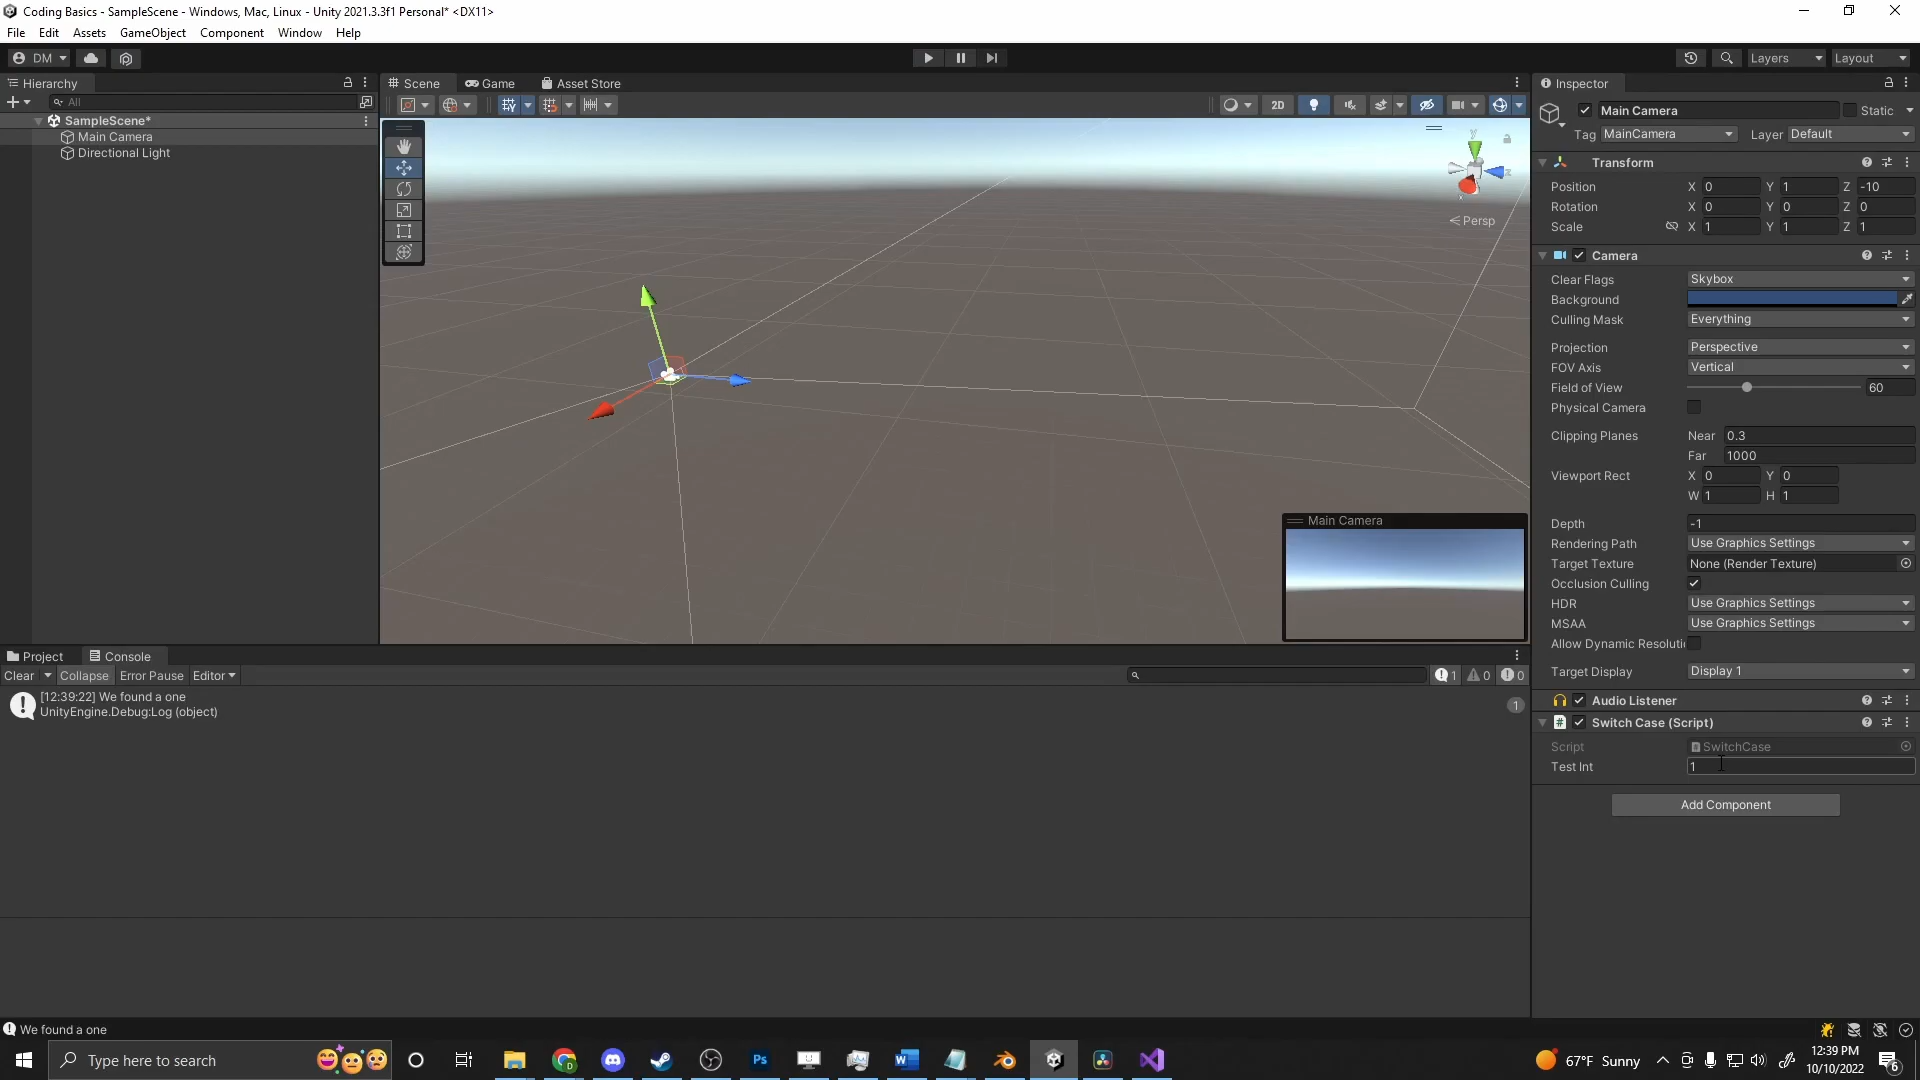 Coding Basics - SampleScene - Windows, Mac, Linux - Unity 2021.3.3f1 Personal* <DX11>
File Edit Assets GameObject Component Window Help
DM Layers Layout
Hierarchy
All
SampleScene*
Main Camera
Directional Light
Scene Game Asset Store
2D
y
z
Persp
Main Camera
Inspector
Main Camera Static
Tag MainCamera Layer Default
Transform
Position X 0 Y 1 Z -10
Rotation X 0 Y 0 Z 0
Scale X 1 Y 1 Z 1
Camera
Clear Flags Skybox
Background
Culling Mask Everything
Projection Perspective
FOV Axis Vertical
Field of View 60
Physical Camera
Clipping Planes Near 0.3
Far 1000
Viewport Rect X 0 Y 0
W 1 H 1
Depth -1
Rendering Path Use Graphics Settings
Target Texture None (Render Texture)
Occlusion Culling
HDR Use Graphics Settings
MSAA Use Graphics Settings
Allow Dynamic Resoluti
Target Display Display 1
Audio Listener
Switch Case (Script)
Script SwitchCase
Test Int 1
Add Component
Project Console
Clear Collapse Error Pause Editor 1 0 0
[12:39:22] We found a one
UnityEngine.Debug:Log (object)
1
We found a one
Type here to search
Ps
67°F Sunny
12:39 PM
10/10/2022
6